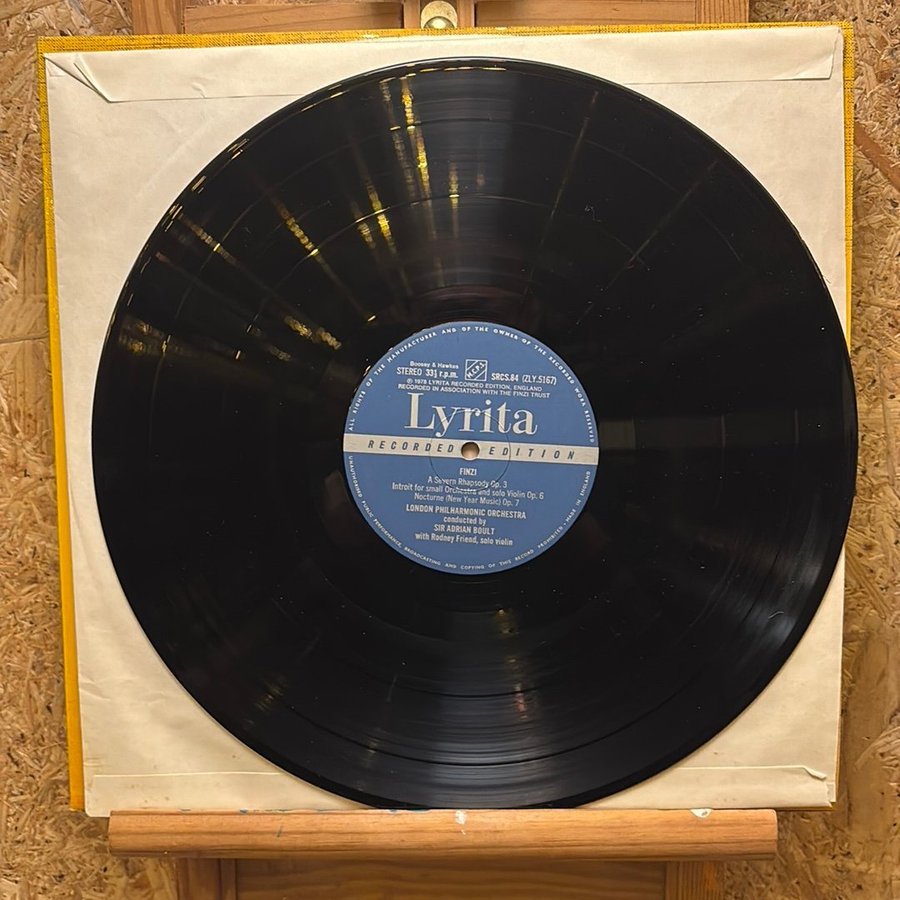 ALL RIGHTS OF THE MANUFACTURER AND OF THE OWNER OF THE RECORDED WORK RESERVED
Boosey & Hawkes
MCPS
STEREO 33⅓ r.p.m.
SRCS.84 (ZLY.5167)
℗ 1978 LYRITA RECORDED EDITION, ENGLAND
RECORDED IN ASSOCIATION WITH THE FINZI TRUST
Lyrita
RECORDED EDITION
FINZI
A Severn Rhapsody Op. 3
Introit for small Orchestra and solo Violin Op. 6
Nocturne (New Year Music) Op. 7
LONDON PHILHARMONIC ORCHESTRA
conducted by
SIR ADRIAN BOULT
with Rodney Friend, solo violin
UNAUTHORISED PUBLIC PERFORMANCE, BROADCASTING AND COPYING OF THIS RECORD PROHIBITED • MADE IN ENGLAND